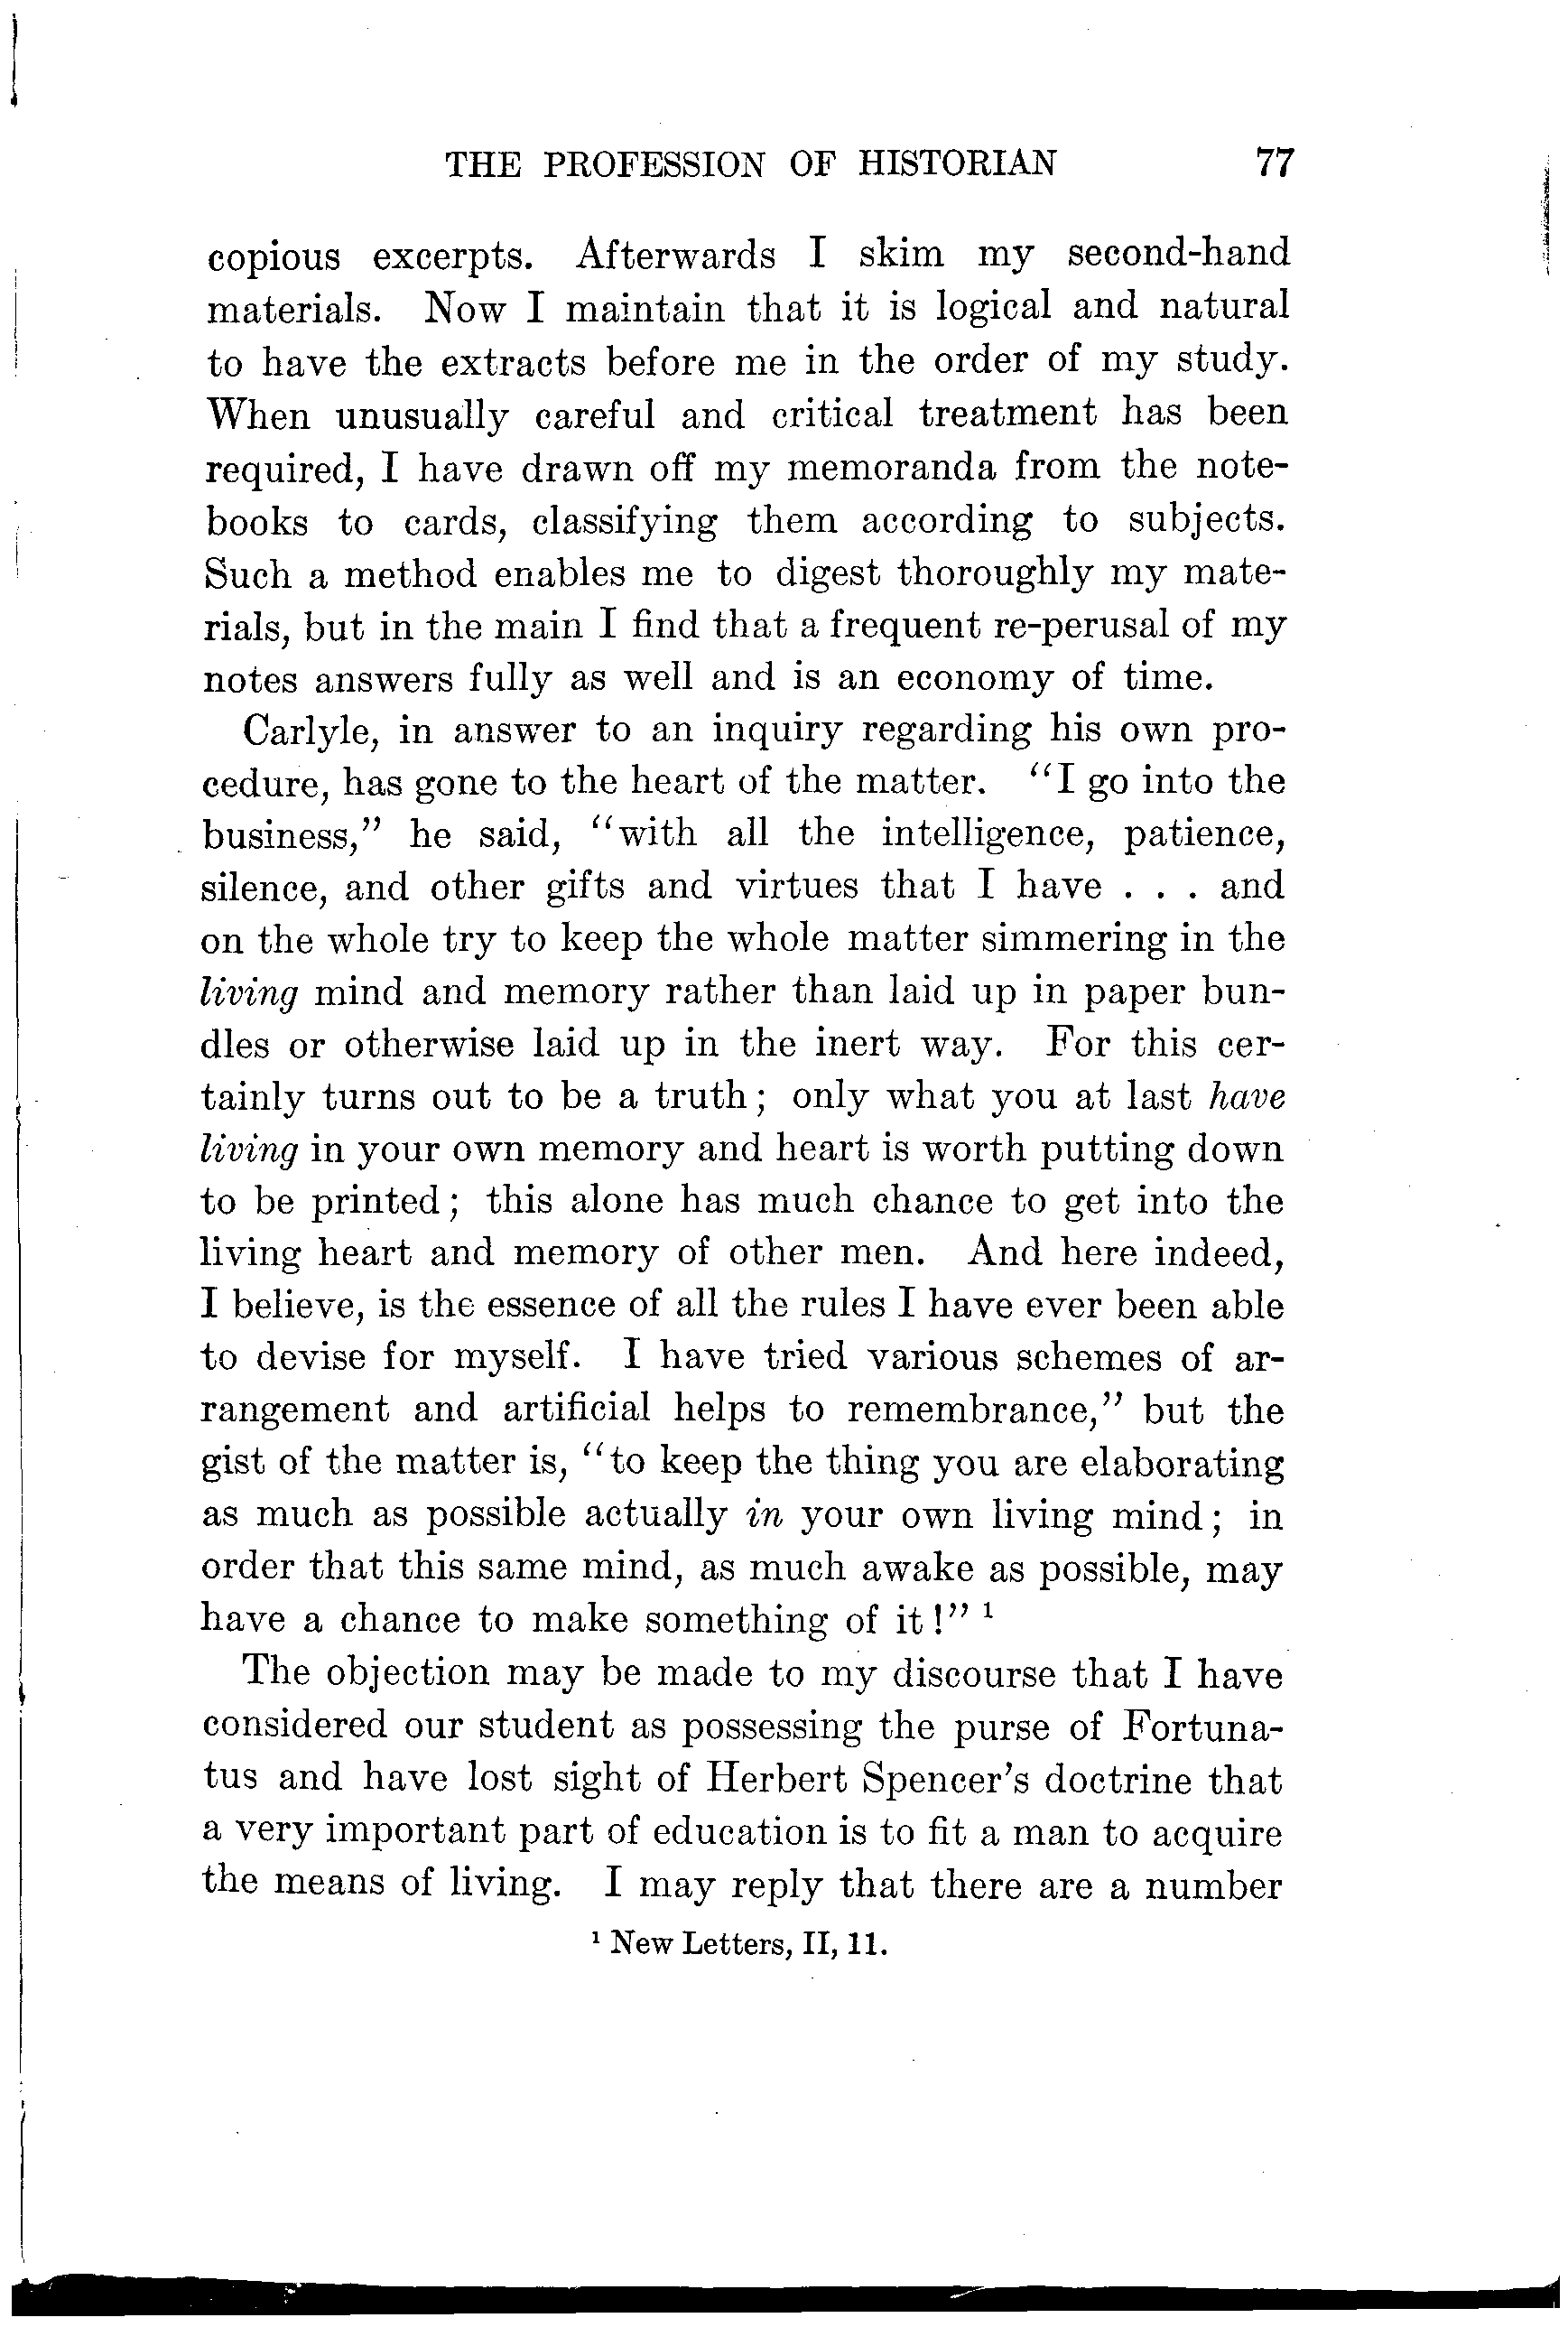 THE PROFESSION OF HISTORIAN 77
copious excerpts. Afterwards I skim my second-hand
materials. Now I maintain that it is logical and natural
to have the extracts before me in the order of my study.
When unusually careful and critical treatment has been
required, I have drawn off my memoranda from the note-
books to cards, classifying them according to subjects.
Such a method enables me to digest thoroughly my mate-
rials, but in the main I find that a frequent re-perusal of my
notes answers fully as well and is an economy of time.
Carlyle, in answer to an inquiry regarding his own pro-
cedure, has gone to the heart of the matter. "I go into the
business," he said, "with all the intelligence, patience,
silence, and other gifts and virtues that I have . . . and
on the whole try to keep the whole matter simmering in the
living mind and memory rather than laid up in paper bun-
dles or otherwise laid up in the inert way. For this cer-
tainly turns out to be a truth; only what you at last have
living in your own memory and heart is worth putting down
to be printed; this alone has much chance to get into the
living heart and memory of other men. And here indeed,
I believe, is the essence of all the rules I have ever been able
to devise for myself. I have tried various schemes of ar-
rangement and artificial helps to remembrance," but the
gist of the matter is, "to keep the thing you are elaborating
as much as possible actually in your own living mind; in
order that this same mind, as much awake as possible, may
have a chance to make something of it!" ¹
The objection may be made to my discourse that I have
considered our student as possessing the purse of Fortuna-
tus and have lost sight of Herbert Spencer's doctrine that
a very important part of education is to fit a man to acquire
the means of living. I may reply that there are a number
¹ New Letters, II, 11.